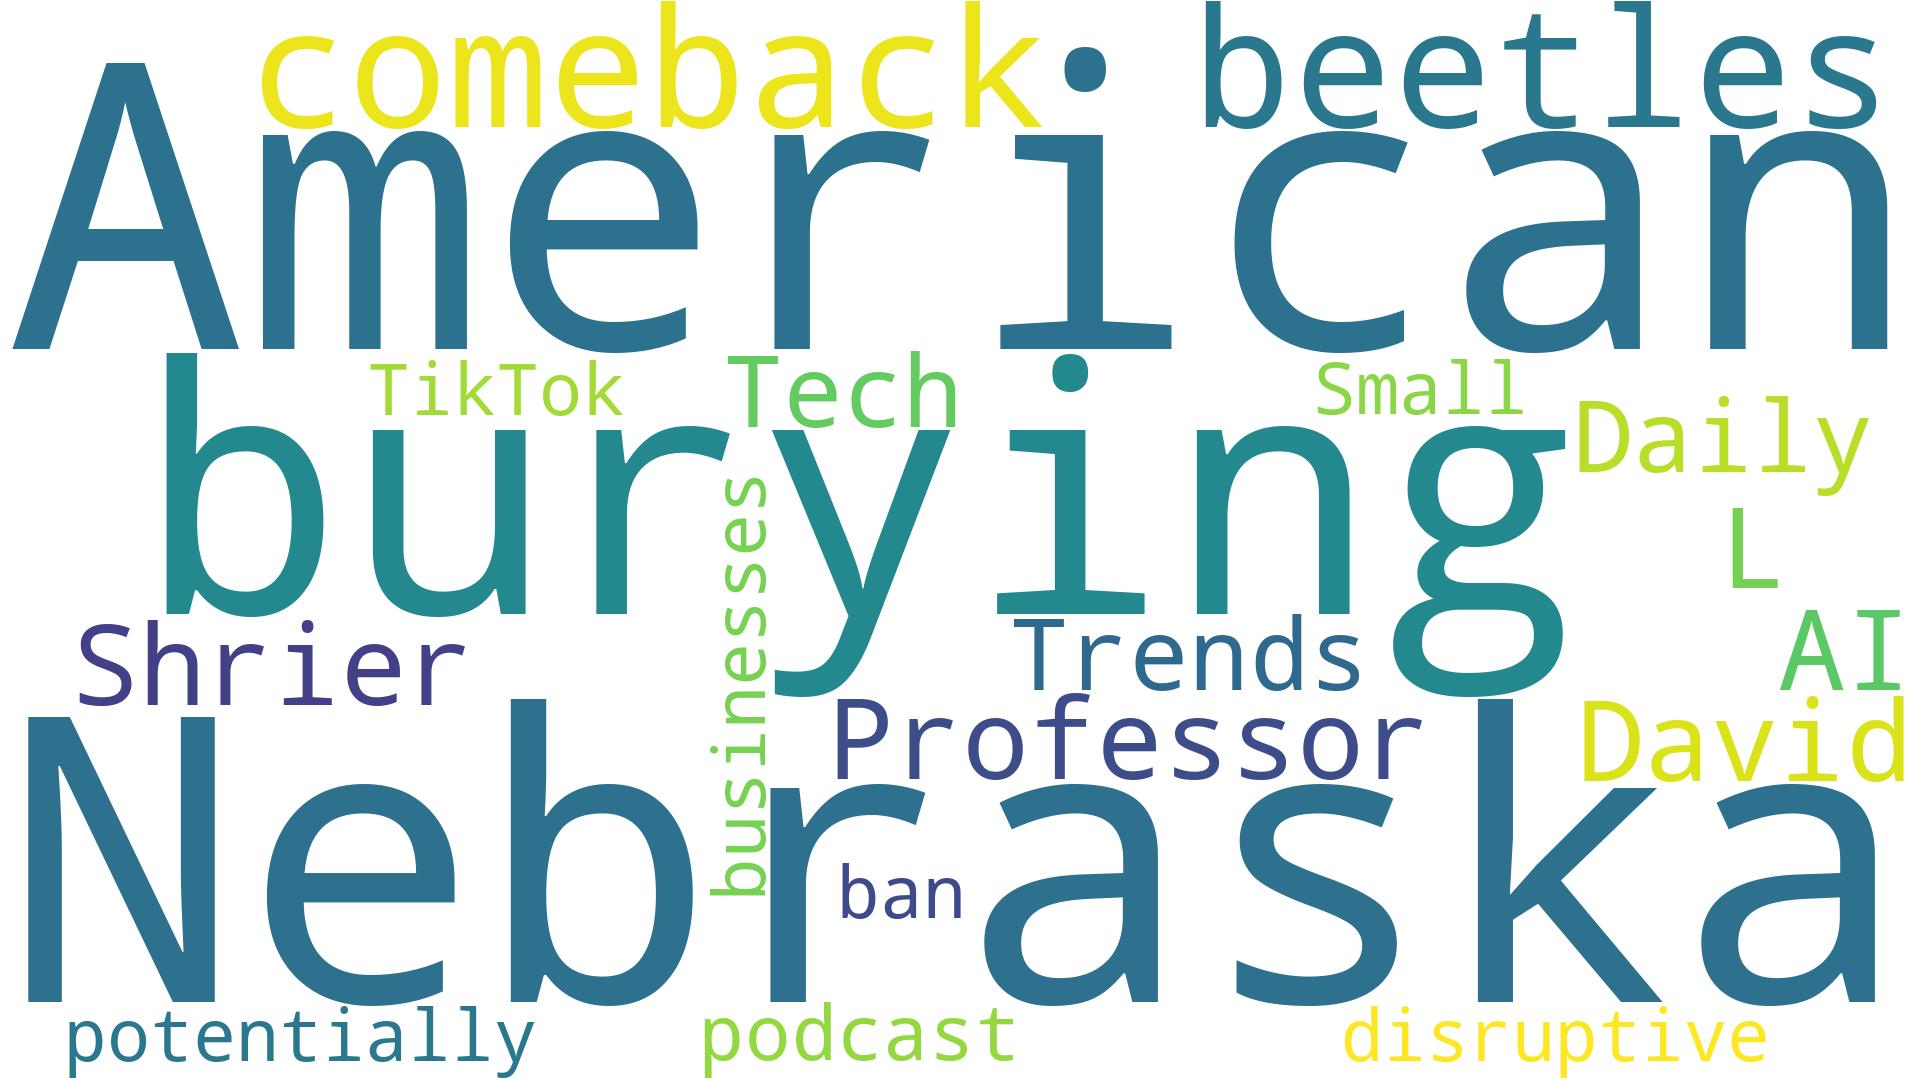 comeback beetles
American
TikTok Tech Small
burying
Daily
L
businesses
Shrier Trends AI
Professor David
Nebraska
ban
potentially podcast disruptive